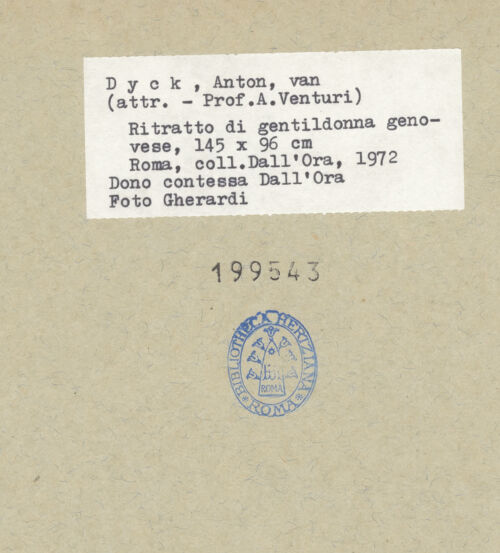 D y c k , Anton, van
(attr. - Prof.A.Venturi)
Ritratto di gentildonna geno-
vese, 145 x 96 cm
Roma, coll.Dall'Ora, 1972
Dono contessa Dall'Ora
Foto Gherardi
199543
BIBLIOTHECA HERTZIANA
ROMA
* ROMA *